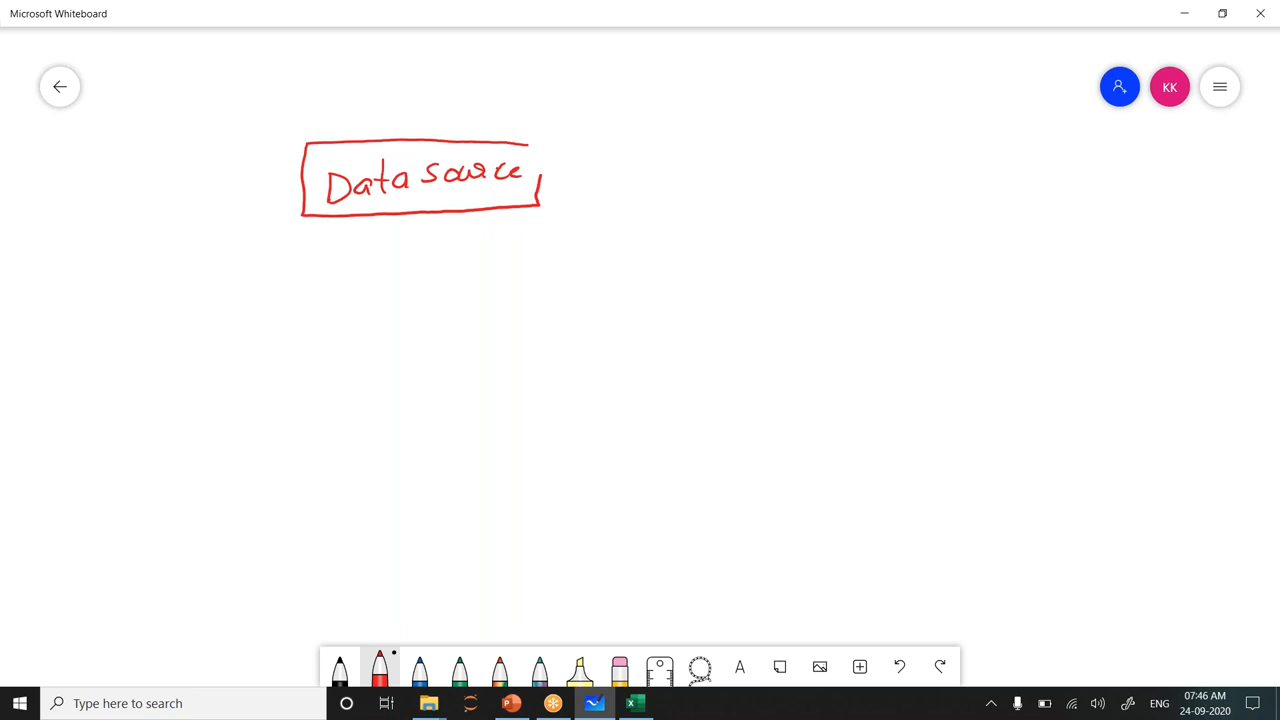 Microsoft Whiteboard
KK
Data source
A
Type here to search
ENG
07:46 AM
24-09-2020